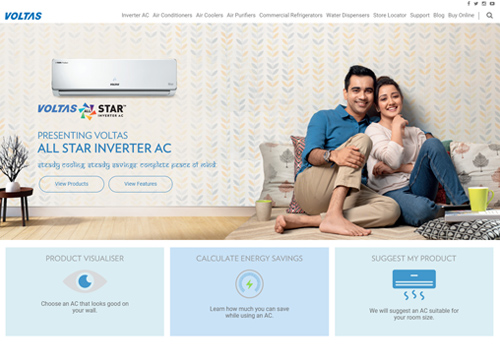 VOLTAS
Inverter AC Air Conditioners Air Coolers Air Purifiers Commercial Refrigerators Water Dispensers Store Locator Support Blog Buy Online
VOLTAS ALL STAR
INVERTER AC
PRESENTING VOLTAS
ALL STAR INVERTER AC
steady cooling. steady savings. complete peace of mind.
View Products View Features
PRODUCT VISUALISER
Choose an AC that looks good on
your wall.
CALCULATE ENERGY SAVINGS
Learn how much you can save
while using an AC.
SUGGEST MY PRODUCT
We will suggest an AC suitable for
your room size.